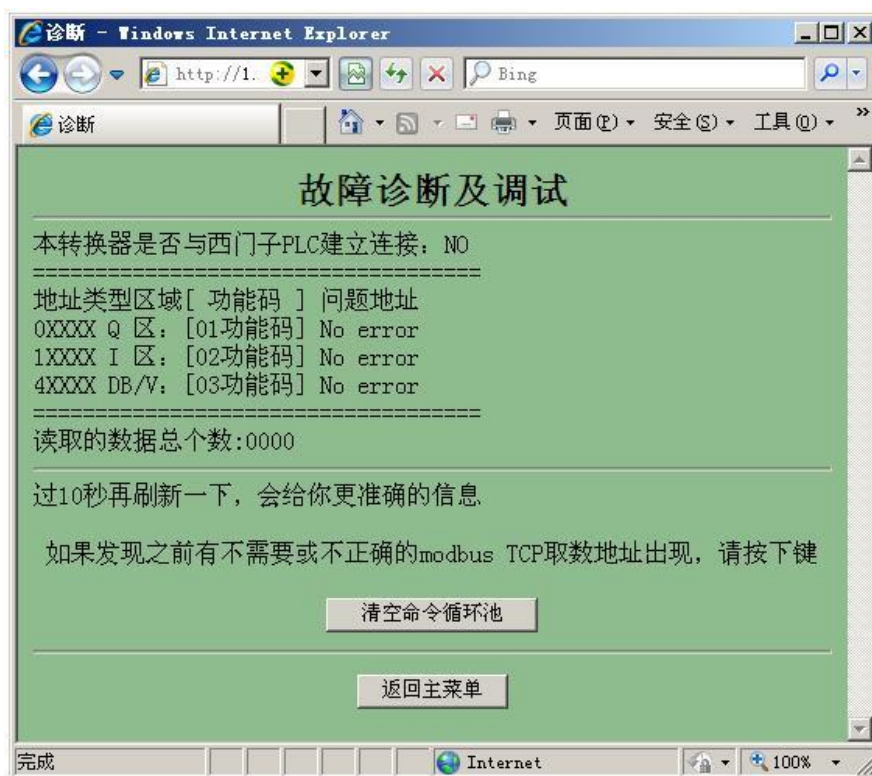 诊断 - Windows Internet Explorer
http://1.
Bing
诊断
页面(P) 安全(S) 工具(O) »
故障诊断及调试
本转换器是否与西门子PLC建立连接：NO
====================================
地址类型区域[ 功能码 ] 问题地址
0XXXX Q 区：[01功能码] No error
1XXXX I 区：[02功能码] No error
4XXXX DB/V：[03功能码] No error
====================================
读取的数据总个数:0000
过10秒再刷新一下，会给你更准确的信息
如果发现之前有不需要或不正确的modbus TCP取数地址出现，请按下键
清空命令循环池
返回主菜单
完成
Internet
100%